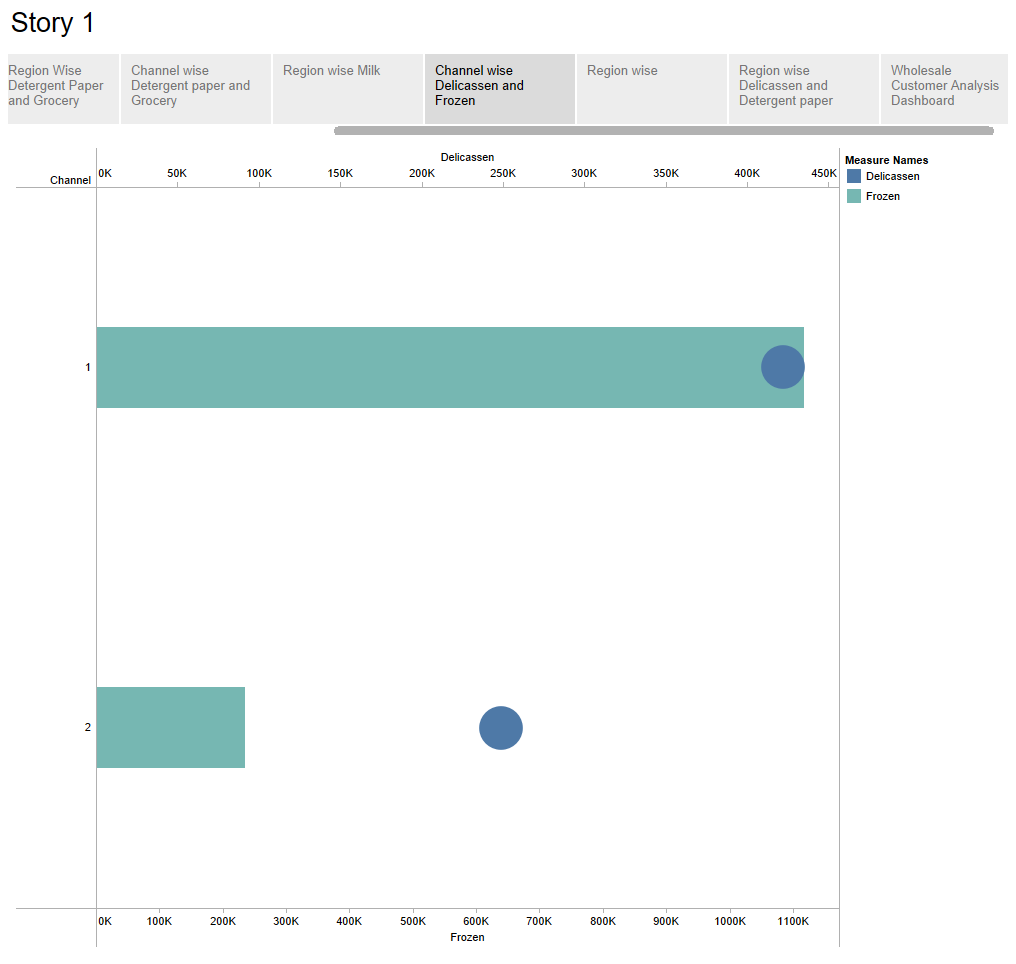 Story 1
Region Wise
Detergent Paper
and Grocery
Channel wise
Detergent paper and
Grocery
Region wise Milk
Channel wise
Delicassen and
Frozen
Region wise
Region wise
Delicassen and
Detergent paper
Wholesale
Customer Analysis
Dashboard
Delicassen
Channel
0K 50K 100K 150K 200K 250K 300K 350K 400K 450K
Measure Names
Delicassen
Frozen
1
2
0K 100K 200K 300K 400K 500K 600K 700K 800K 900K 1000K 1100K
Frozen